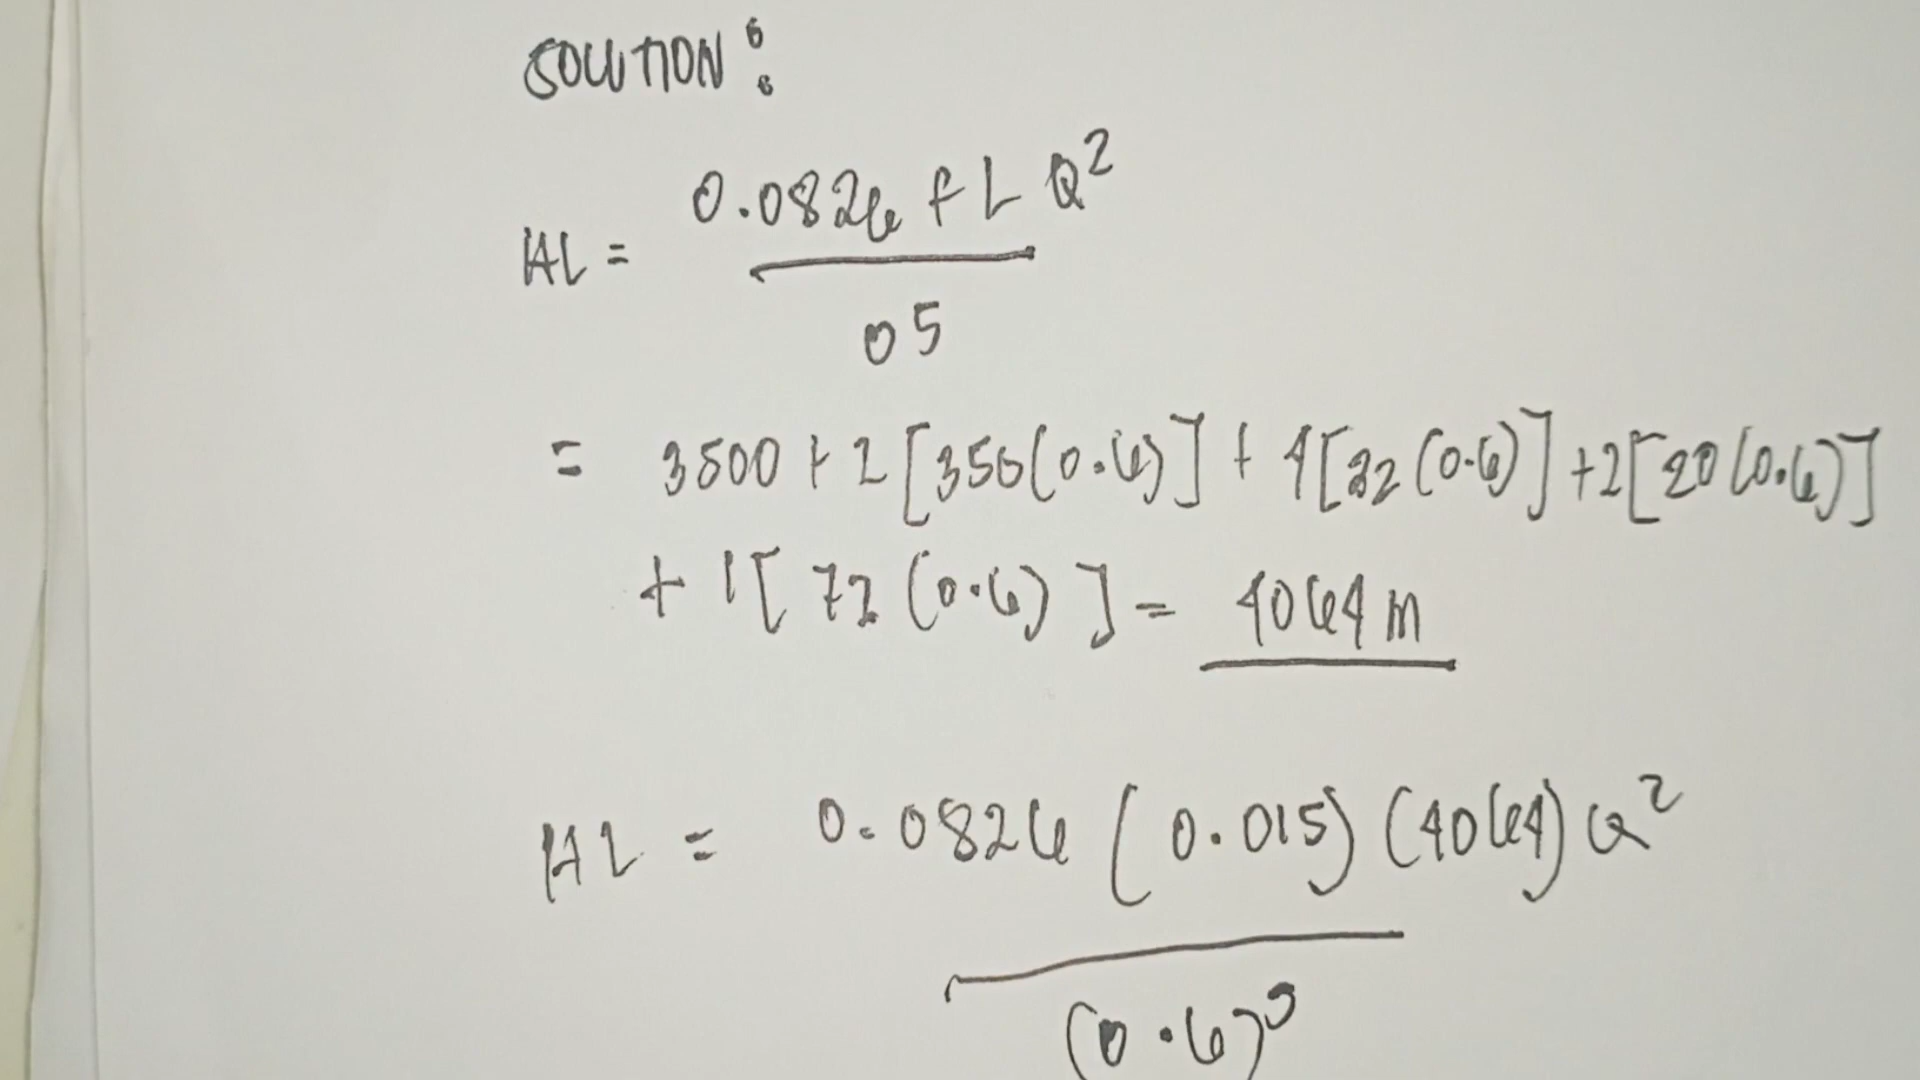 SOLUTION:
HL = 0.0826 f L Q²
D⁵
= 3500 + 2[350(0.6)] + 4[32(0.6)] + 2[20(0.6)]
+ 1[72(0.6)] = 4064 m
HL = 0.0826 (0.015) (4064) Q²
(0.6)⁵